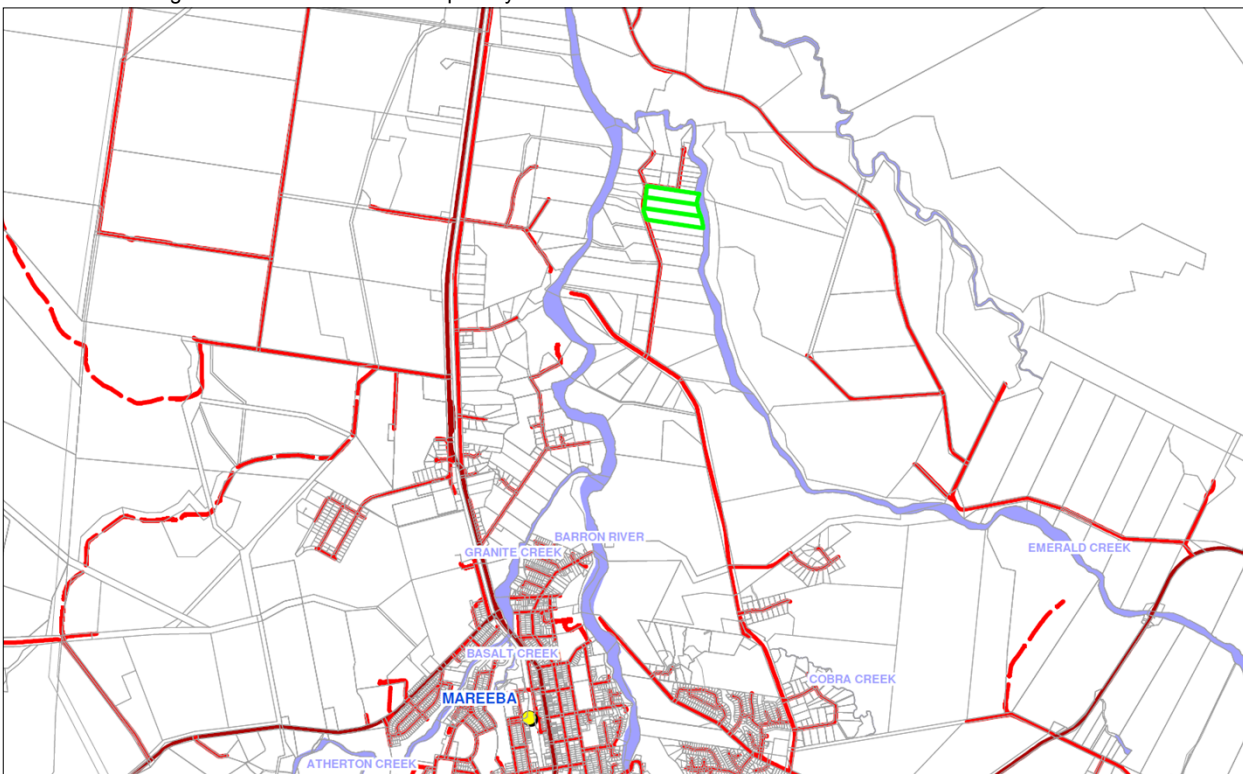 BARRON RIVER
GRANITE CREEK
EMERALD CREEK
BASALT CREEK
COBRA CREEK
MAREEBA
ATHERTON CREEK